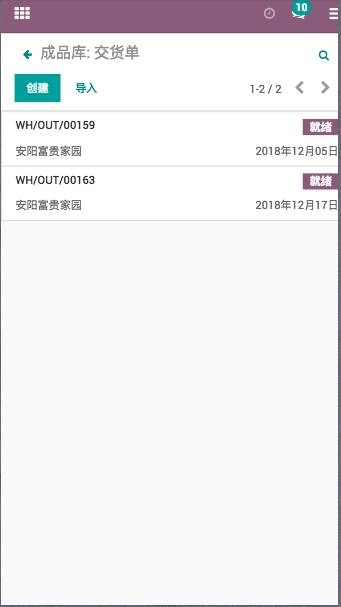 10
成品库: 交货单
创建 导入 1-2 / 2
WH/OUT/00159 就绪
安阳富贵家园 2018年12月05日
WH/OUT/00163 就绪
安阳富贵家园 2018年12月17日